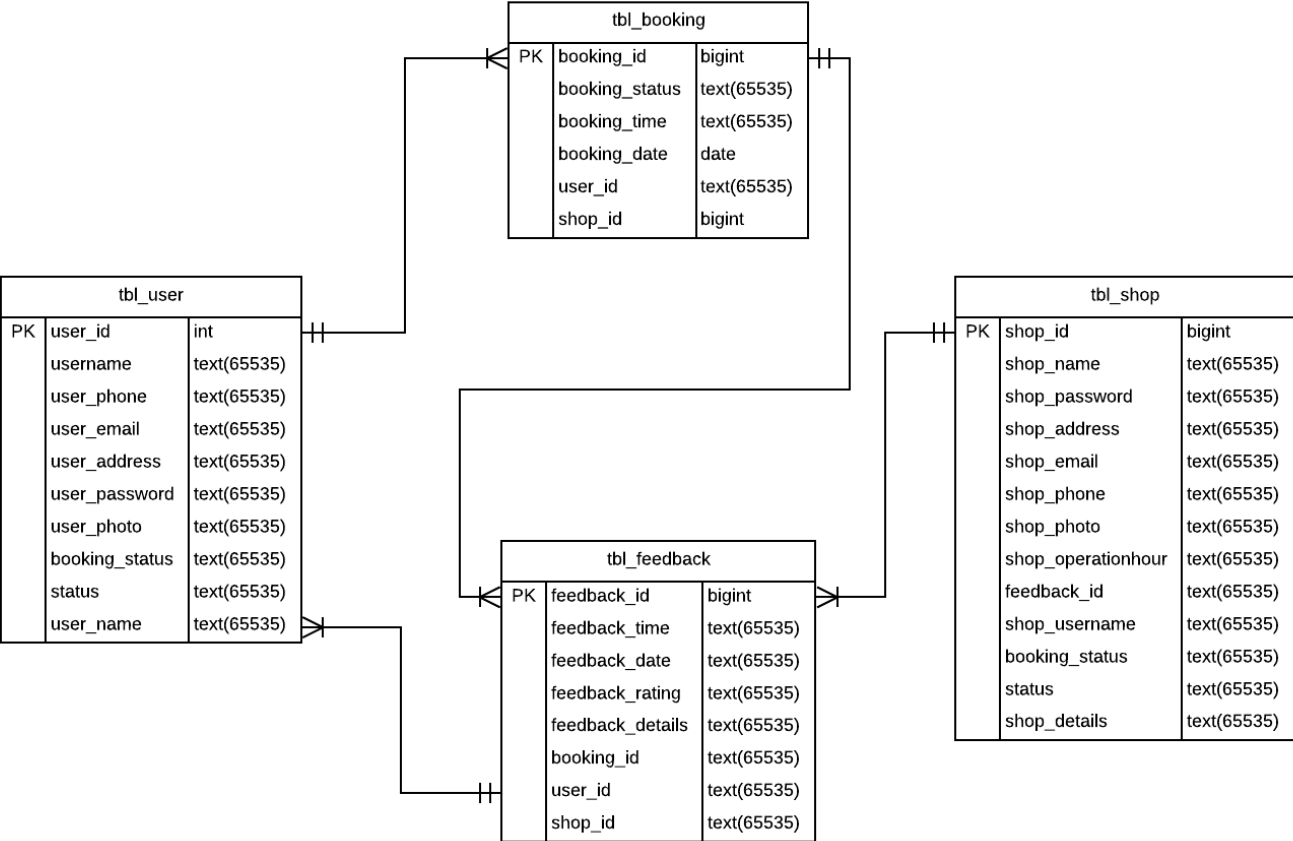 tbl_booking
PK booking_id bigint
booking_status text(65535)
booking_time text(65535)
booking_date date
user_id text(65535)
shop_id bigint
tbl_user
PK user_id int
username text(65535)
user_phone text(65535)
user_email text(65535)
user_address text(65535)
user_password text(65535)
user_photo text(65535)
booking_status text(65535)
status text(65535)
user_name text(65535)
tbl_shop
PK shop_id bigint
shop_name text(65535)
shop_password text(65535)
shop_address text(65535)
shop_email text(65535)
shop_phone text(65535)
shop_photo text(65535)
shop_operationhour text(65535)
feedback_id text(65535)
shop_username text(65535)
booking_status text(65535)
status text(65535)
shop_details text(65535)
tbl_feedback
PK feedback_id bigint
feedback_time text(65535)
feedback_date text(65535)
feedback_rating text(65535)
feedback_details text(65535)
booking_id text(65535)
user_id text(65535)
shop_id text(65535)